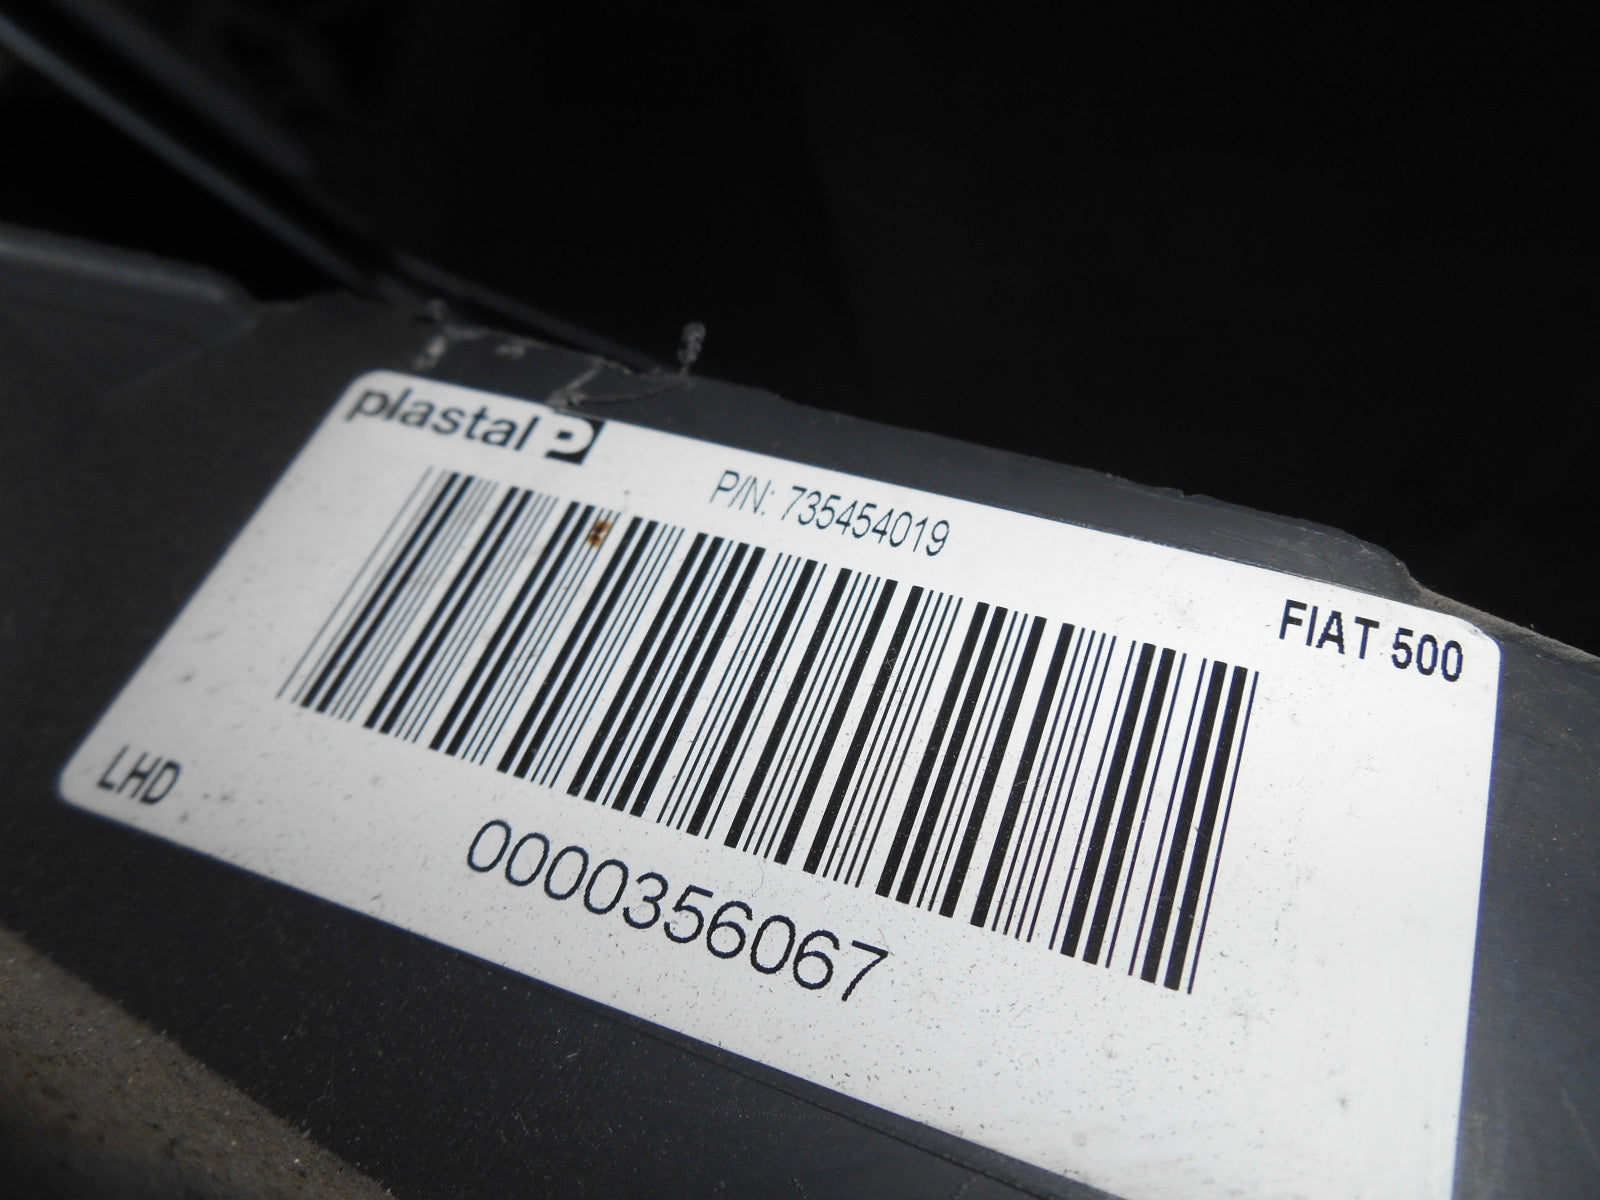 plastal
P/N: 735454019
FIAT 500
LHD
0000356067